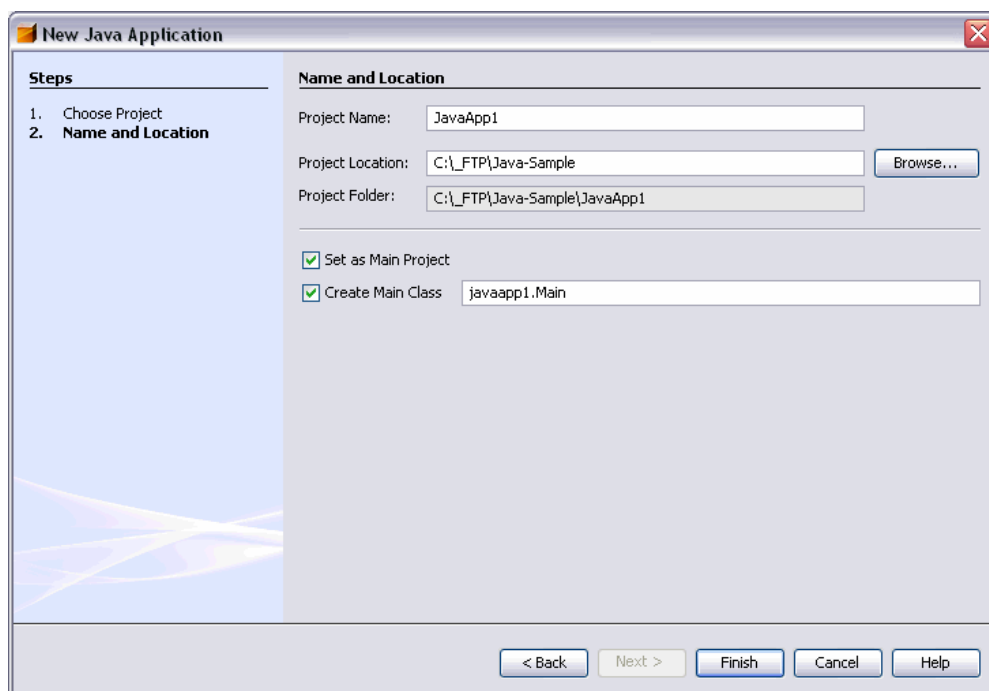 New Java Application
Steps
1. Choose Project
2. Name and Location
Name and Location
Project Name: JavaApp1
Project Location: C:\_FTP\Java-Sample Browse...
Project Folder: C:\_FTP\Java-Sample\JavaApp1
Set as Main Project
Create Main Class javaapp1.Main
< Back Next > Finish Cancel Help